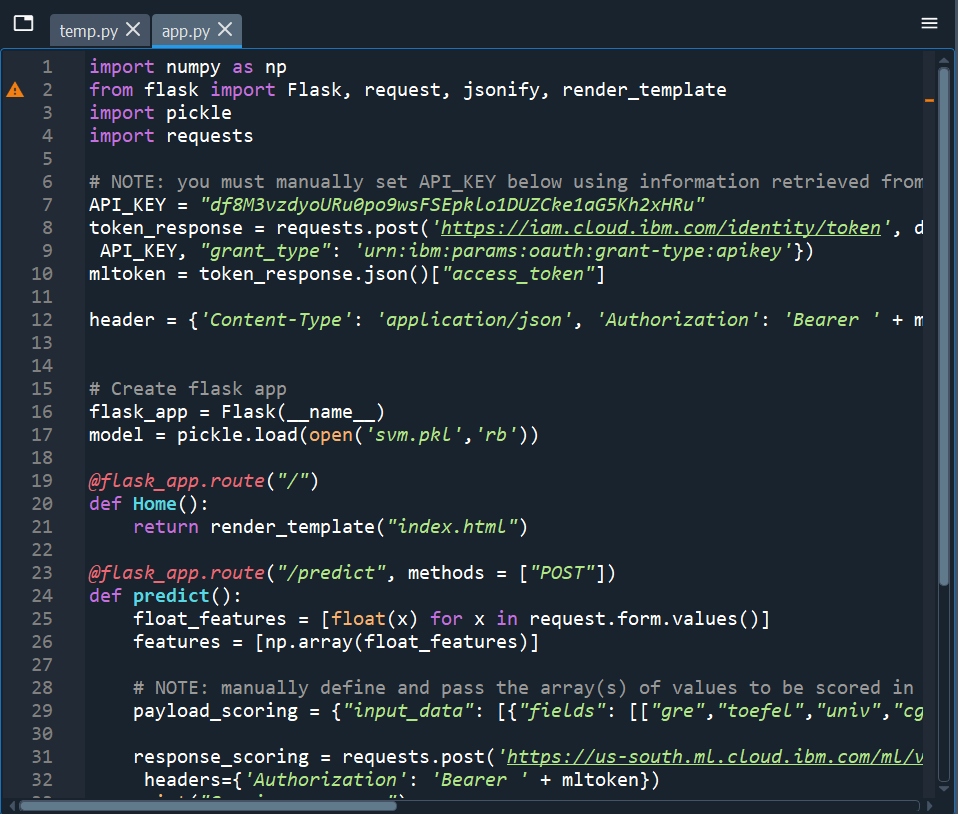 temp.py
app.py
1 import numpy as np
2 from flask import Flask, request, jsonify, render_template
3 import pickle
4 import requests
5
6 # NOTE: you must manually set API_KEY below using information retrieved from
7 API_KEY = "df8M3vzdyoURu0po9wsFSEpklo1DUZCke1aG5Kh2xHRu"
8 token_response = requests.post('https://iam.cloud.ibm.com/identity/token', d
9 API_KEY, "grant_type": 'urn:ibm:params:oauth:grant-type:apikey'})
10 mltoken = token_response.json()["access_token"]
11
12 header = {'Content-Type': 'application/json', 'Authorization': 'Bearer ' + m
13
14
15 # Create flask app
16 flask_app = Flask(__name__)
17 model = pickle.load(open('svm.pkl','rb'))
18
19 @flask_app.route("/")
20 def Home():
21     return render_template("index.html")
22
23 @flask_app.route("/predict", methods = ["POST"])
24 def predict():
25     float_features = [float(x) for x in request.form.values()]
26     features = [np.array(float_features)]
27
28     # NOTE: manually define and pass the array(s) of values to be scored in
29     payload_scoring = {"input_data": [{"fields": [["gre","toefel","univ","cg
30
31     response_scoring = requests.post('https://us-south.ml.cloud.ibm.com/ml/v
32      headers={'Authorization': 'Bearer ' + mltoken})